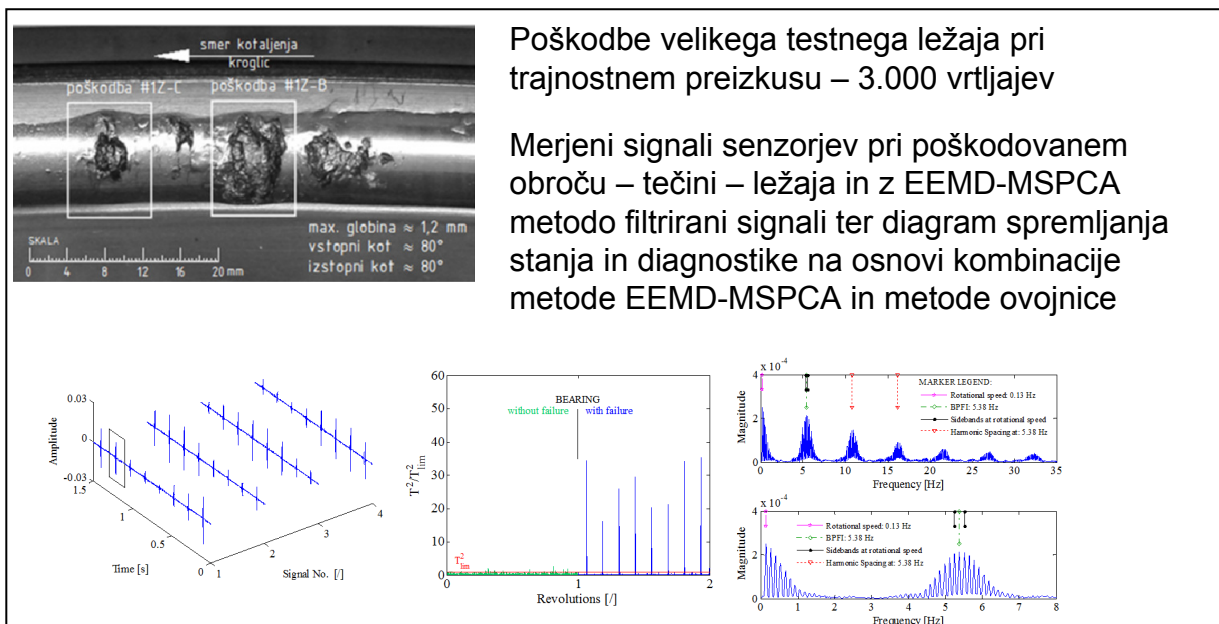 smer kotaljenja
kroglic
poškodba #1Z-C
poškodba #1Z-B
max. globina ≈ 1,2 mm
vstopni kot ≈ 80°
izstopni kot ≈ 80°
SKALA
0 4 8 12 16 20 mm
Poškodbe velikega testnega ležaja pri
trajnostnem preizkusu – 3.000 vrtljajev
Merjeni signali senzorjev pri poškodovanem
obroču – tečini – ležaja in z EEMD-MSPCA
metodo filtrirani signali ter diagram spremljanja
stanja in diagnostike na osnovi kombinacije
metode EEMD-MSPCA in metode ovojnice
0.03
0
-0.03
Amplitude
1.5
1
0.5
0
Time [s]
1
2
3
4
Signal No. [/]
60
50
40
30
20
10
0
T²/T²lim
BEARING
without failure
with failure
T²lim
0 1 2
Revolutions [/]
x 10⁻⁴
4
2
0
Magnitude
MARKER LEGEND:
Rotational speed: 0.13 Hz
BPFI: 5.38 Hz
Sidebands at rotational speed
Harmonic Spacing at: 5.38 Hz
0 5 10 15 20 25 30 35
Frequency [Hz]
x 10⁻⁴
4
2
0
Magnitude
Rotational speed: 0.13 Hz
BPFI: 5.38 Hz
Sidebands at rotational speed
Harmonic Spacing at: 5.38 Hz
0 1 2 3 4 5 6 7 8
Frequency [Hz]